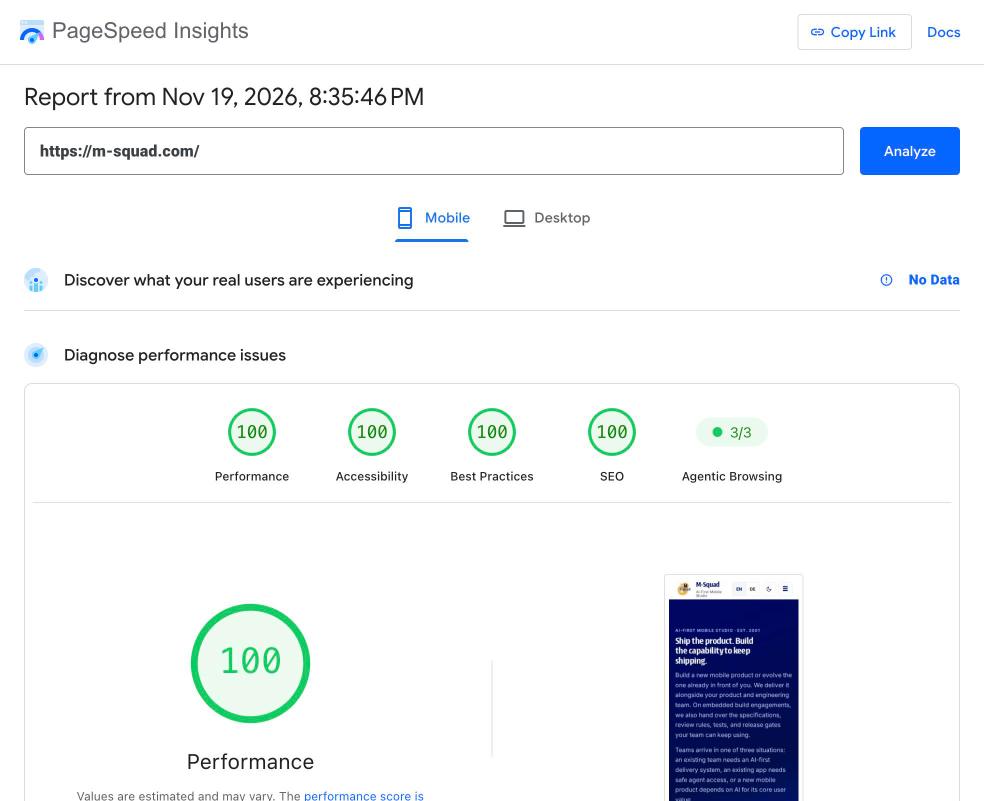 PageSpeed Insights
Copy Link
Docs
Report from Nov 19, 2026, 8:35:46 PM
https://m-squad.com/
Analyze
Mobile
Desktop
Discover what your real users are experiencing
No Data
Diagnose performance issues
100
100
100
100
3/3
Performance
Accessibility
Best Practices
SEO
Agentic Browsing
100
Performance
Values are estimated and may vary. The performance score is
M-Squad
AI-First Mobile
Studio
EN
DE
AI-FIRST MOBILE STUDIO · EST. 2001
Ship the product. Build
the capability to keep
shipping.
Build a new mobile product or evolve the
one already in front of you. We deliver it
alongside your product and engineering
team. On embedded build engagements,
we also hand over the specifications,
review rules, tests, and release gates
your team can keep using.
Teams arrive in one of three situations:
an existing team needs an AI-first
delivery system, an existing app needs
safe agent access, or a new mobile
product depends on AI for its core user
value.